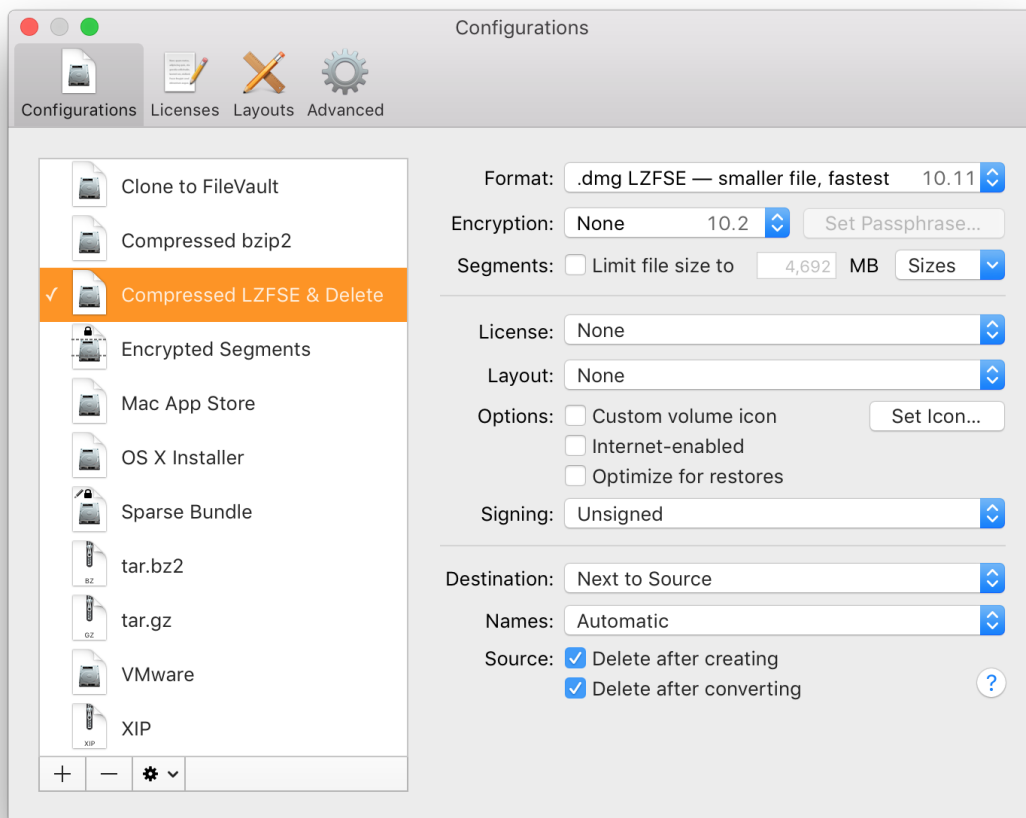 Configurations
Configurations Licenses Layouts Advanced
Clone to FileVault
Compressed bzip2
✓ Compressed LZFSE & Delete
Encrypted Segments
Mac App Store
OS X Installer
Sparse Bundle
BZ
tar.bz2
GZ
tar.gz
VMware
XIP
XIP
Format: .dmg LZFSE — smaller file, fastest 10.11
Encryption: None 10.2 Set Passphrase...
Segments: Limit file size to 4,692 MB Sizes
License: None
Layout: None
Options: Custom volume icon Set Icon...
Internet-enabled
Optimize for restores
Signing: Unsigned
Destination: Next to Source
Names: Automatic
Source: Delete after creating
Delete after converting
?